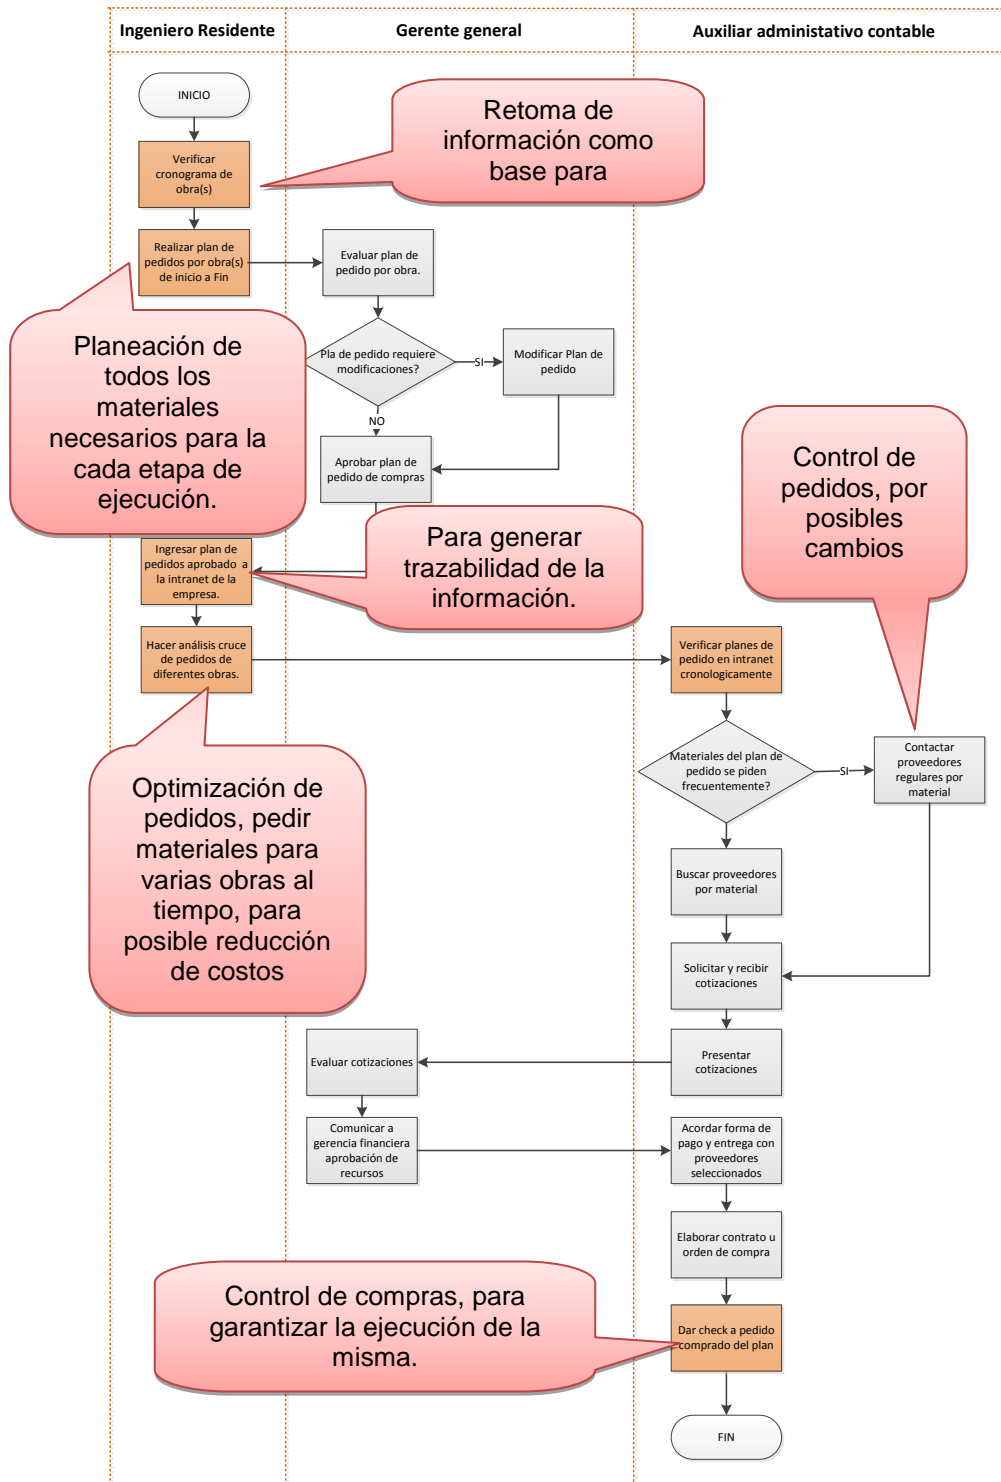 Ingeniero Residente
Gerente general
Auxiliar administativo contable
INICIO
Retoma de
información como
base para
Verificar
cronograma de
obra(s)
Realizar plan de
pedidos por obra(s)
de inicio a Fin
Evaluar plan de
pedido por obra.
Planeación de
todos los
materiales
necesarios para la
cada etapa de
ejecución.
Pla de pedido requiere
modificaciones?
SI
Modificar Plan de
pedido
NO
Aprobar plan de
pedido de compras
Control de
pedidos, por
posibles
cambios
Para generar
trazabilidad de la
información.
Ingresar plan de
pedidos aprobado a
la intranet de la
empresa.
Hacer análisis cruce
de pedidos de
diferentes obras.
Verificar planes de
pedido en intranet
cronologicamente
Materiales del plan de
pedido se piden
frecuentemente?
SI
Contactar
proveedores
regulares por
material
Optimización de
pedidos, pedir
materiales para
varias obras al
tiempo, para
posible reducción
de costos
Buscar proveedores
por material
Solicitar y recibir
cotizaciones
Presentar
cotizaciones
Evaluar cotizaciones
Comunicar a
gerencia financiera
aprobación de
recursos
Acordar forma de
pago y entrega con
proveedores
seleccionados
Elaborar contrato u
orden de compra
Control de compras, para
garantizar la ejecución de la
misma.
Dar check a pedido
comprado del plan
FIN